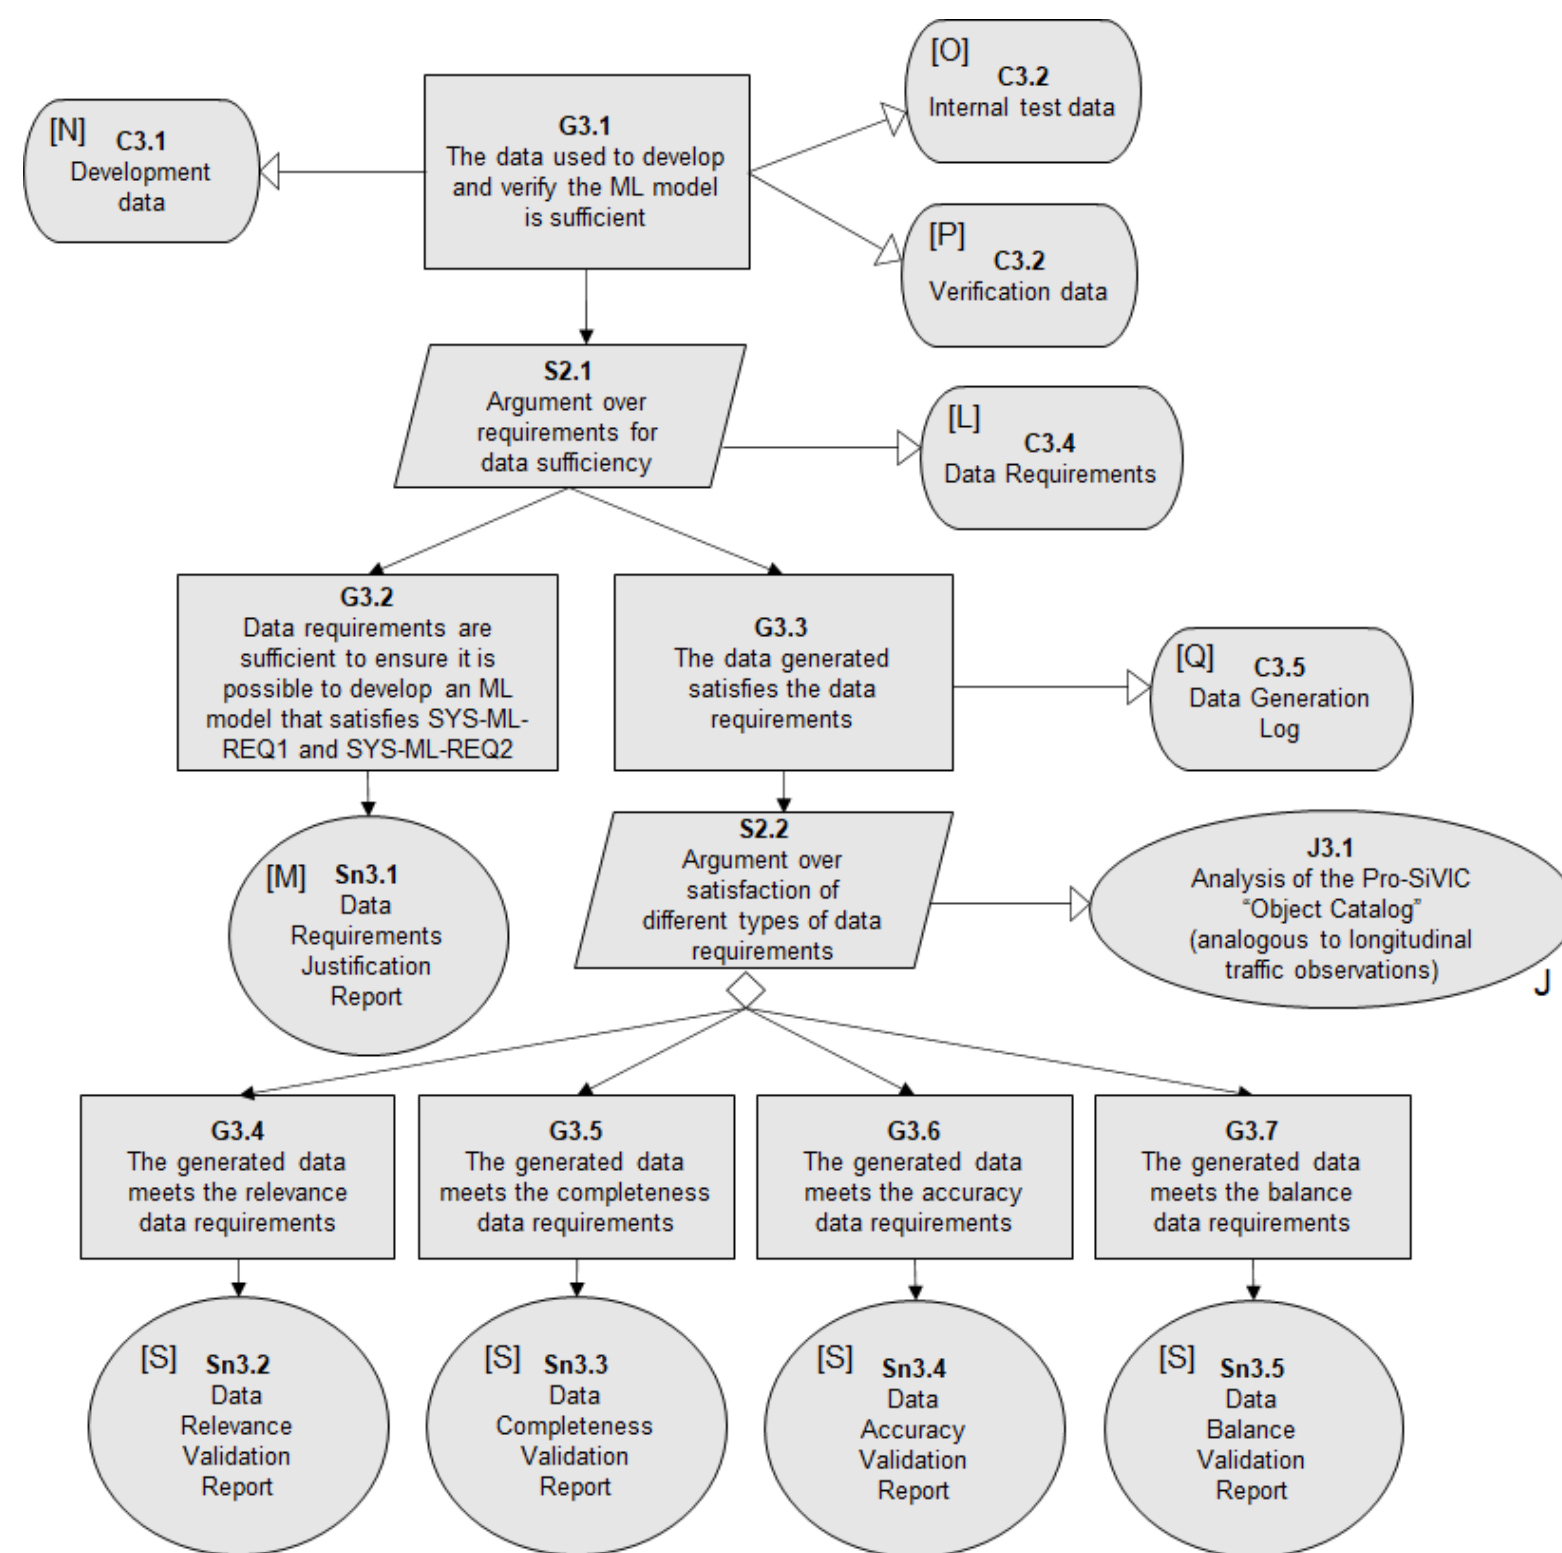 [O]
C3.2
Internal test data
[N]
C3.1
Development
data
G3.1
The data used to develop
and verify the ML model
is sufficient
[P]
C3.2
Verification data
S2.1
Argument over
requirements for
data sufficiency
[L]
C3.4
Data Requirements
G3.2
Data requirements are
sufficient to ensure it is
possible to develop an ML
model that satisfies SYS-ML-
REQ1 and SYS-ML-REQ2
G3.3
The data generated
satisfies the data
requirements
[Q]
C3.5
Data Generation
Log
[M]
Sn3.1
Data
Requirements
Justification
Report
S2.2
Argument over
satisfaction of
different types of data
requirements
J3.1
Analysis of the Pro-SiVIC
“Object Catalog”
(analogous to longitudinal
traffic observations)
J
G3.4
The generated data
meets the relevance
data requirements
G3.5
The generated data
meets the completeness
data requirements
G3.6
The generated data
meets the accuracy
data requirements
G3.7
The generated data
meets the balance
data requirements
[S]
Sn3.2
Data
Relevance
Validation
Report
[S]
Sn3.3
Data
Completeness
Validation
Report
[S]
Sn3.4
Data
Accuracy
Validation
Report
[S]
Sn3.5
Data
Balance
Validation
Report